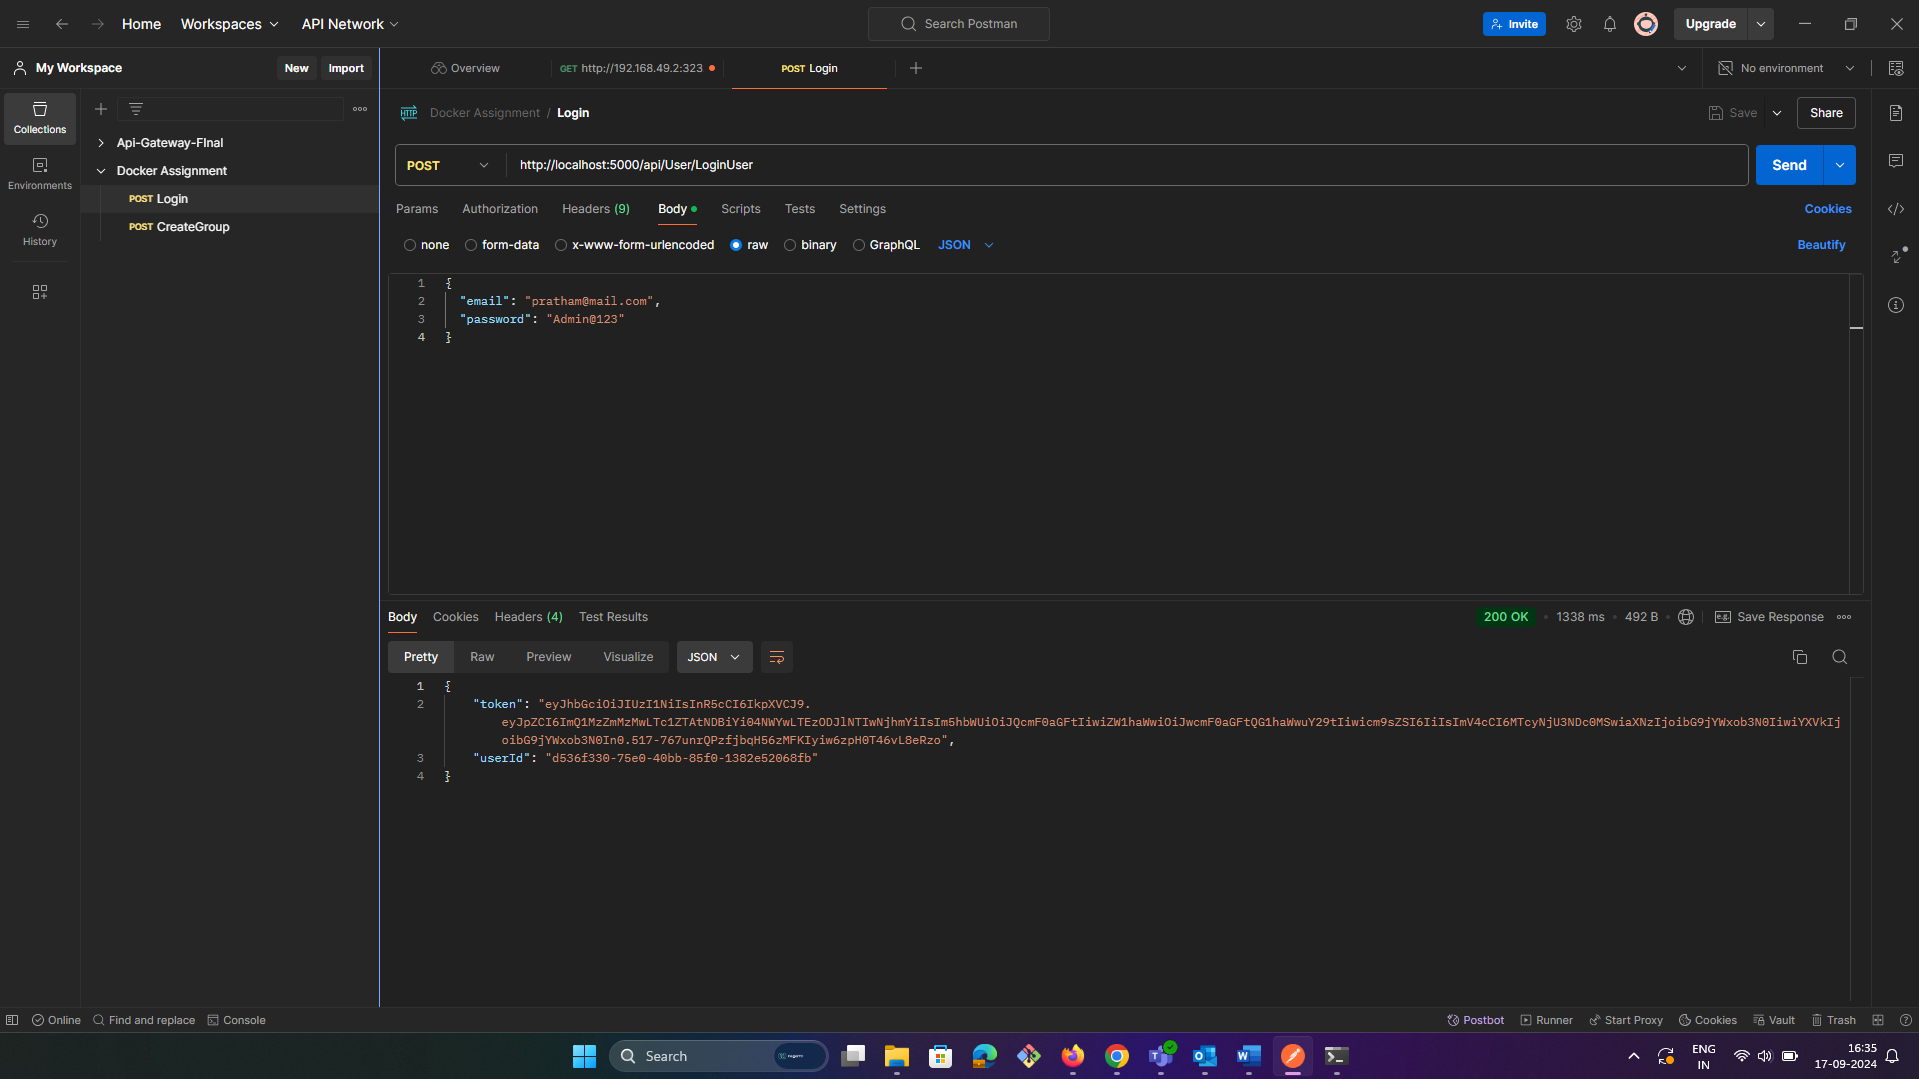 Home Workspaces API Network Search Postman Invite Upgrade
My Workspace New Import Overview GET http://192.168.49.2:323 POST Login No environment
Collections
Environments
History
Api-Gateway-FInal
Docker Assignment
POST Login
POST CreateGroup
HTTP Docker Assignment / Login Save Share
POST http://localhost:5000/api/User/LoginUser Send
Params Authorization Headers (9) Body Scripts Tests Settings Cookies
none form-data x-www-form-urlencoded raw binary GraphQL JSON Beautify
1 {
2 "email": "pratham@mail.com",
3 "password": "Admin@123"
4 }
Body Cookies Headers (4) Test Results 200 OK 1338 ms 492 B e.g. Save Response
Pretty Raw Preview Visualize JSON
1 {
2 "token": "eyJhbGciOiJIUzI1NiIsInR5cCI6IkpXVCJ9.
eyJpZCI6ImQ1MzZmMzMwLTc1ZTAtNDBiYi04NWYwLTEzODJlNTIwNjhmYiIsIm5hbWUiOiJQcmF0aGFtIiwiZW1haWwiOiJwcmF0aGFtQG1haWwuY29tIiwicm9sZSI6IiIsImV4cCI6MTcyNjU3NDc0MSwiaXNzIjoibG9jYWxob3N0IiwiYXVkIj
oibG9jYWxob3N0In0.517-767unrQPzfjbqH56zMFKIyiw6zpH0T46vL8eRzo",
3 "userId": "d536f330-75e0-40bb-85f0-1382e52068fb"
4 }
Online Find and replace Console Postbot Runner Start Proxy Cookies Vault Trash
Search
ENG
IN
16:35
17-09-2024